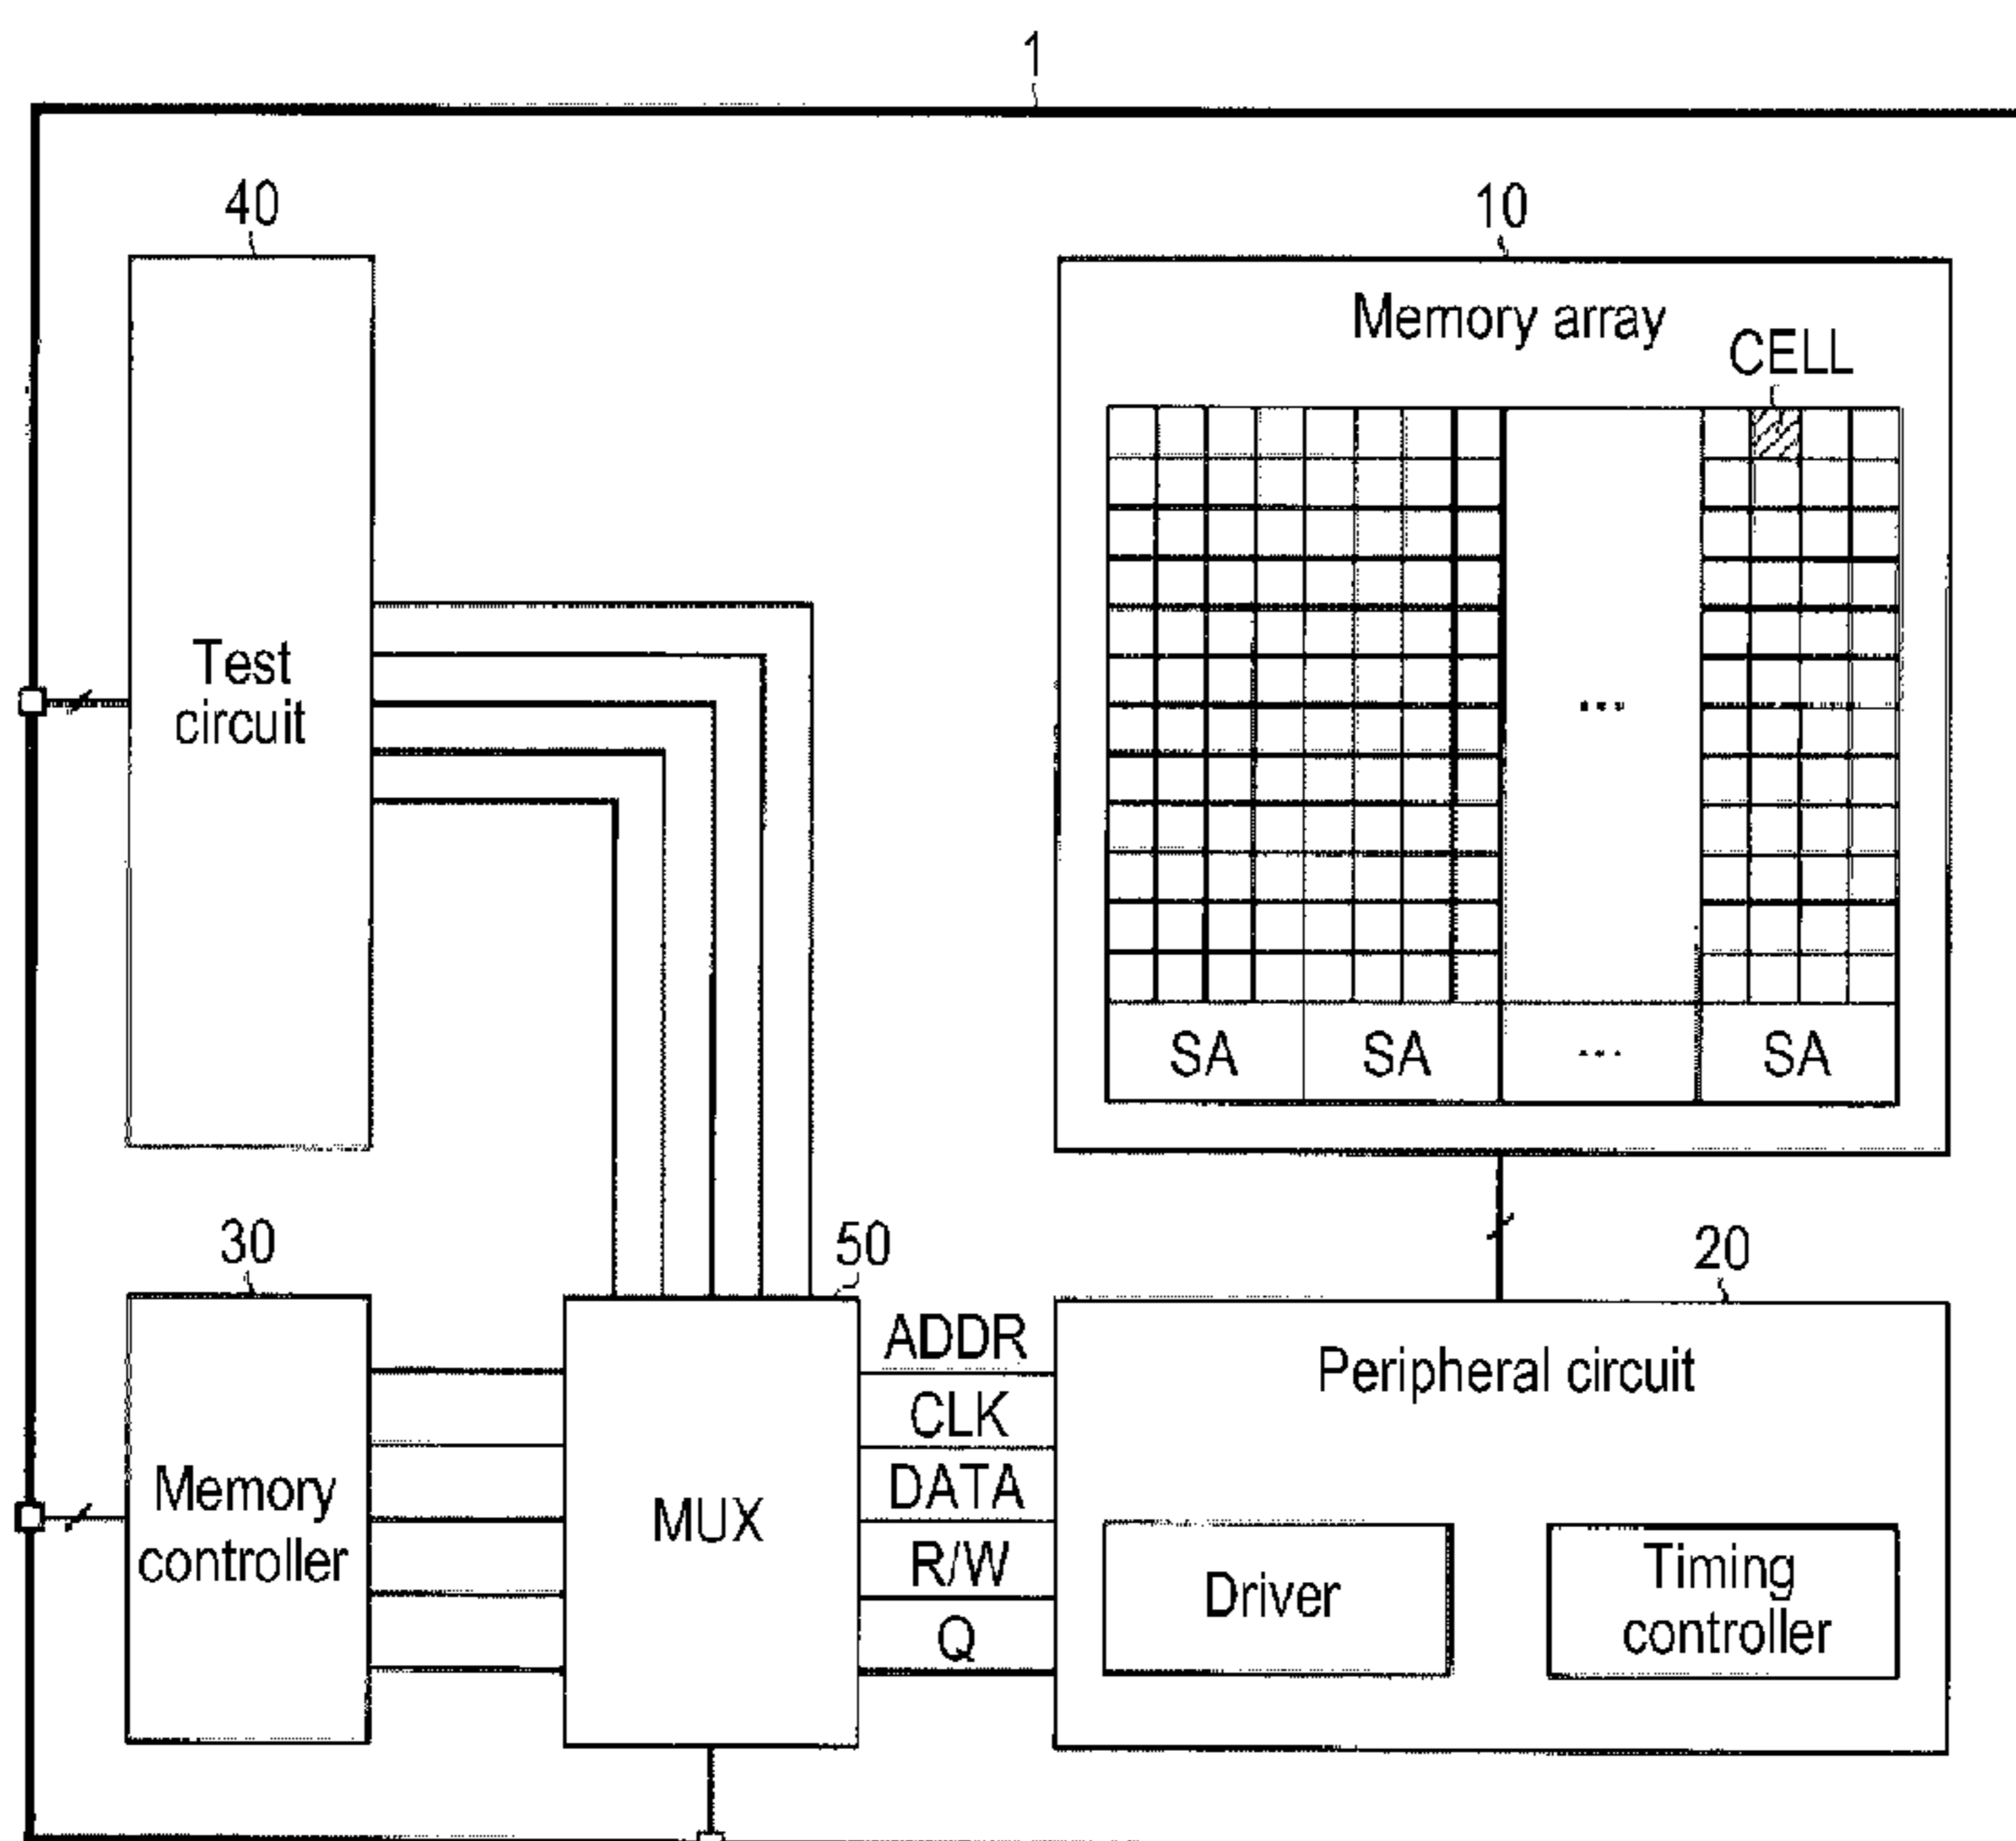 1
40
10
Memory array
CELL
Test
circuit
...
SA SA ... SA
30
50
20
ADDR
Peripheral circuit
CLK
Memory
controller
MUX
DATA
R/W
Driver
Timing
controller
Q